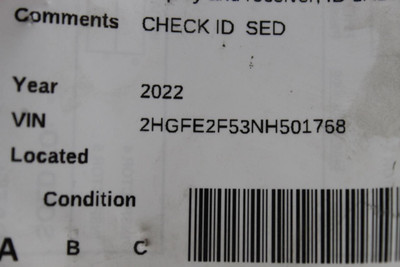 Comments CHECK ID SED
Year 2022
VIN 2HGFE2F53NH501768
Located
Condition
A B C